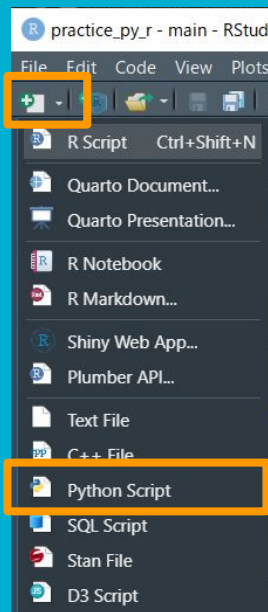 R practice_py_r - main - RStud
File Edit Code View Plots
R Script Ctrl+Shift+N
Quarto Document...
Quarto Presentation...
R Notebook
R Markdown...
Shiny Web App...
Plumber API...
Text File
C++ File
Python Script
SQL Script
Stan File
D3 Script